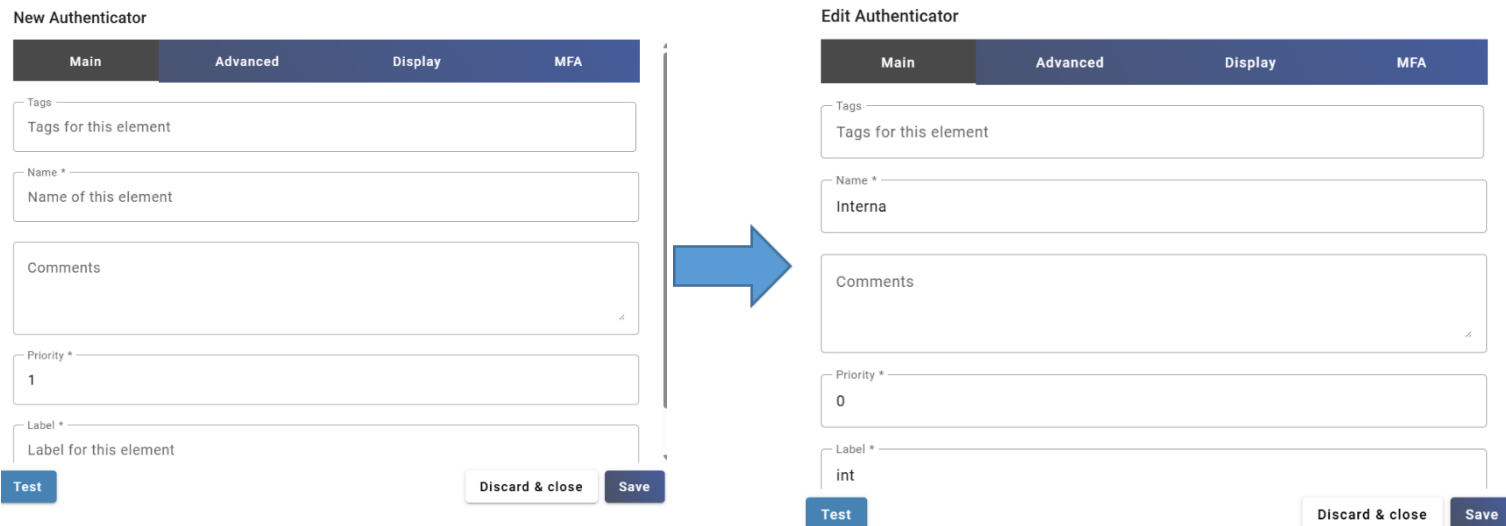 New Authenticator
Main Advanced Display MFA
Tags
Tags for this element
Name *
Name of this element
Comments
Priority *
1
Label *
Label for this element
Test Discard & close Save
Edit Authenticator
Main Advanced Display MFA
Tags
Tags for this element
Name *
Interna
Comments
Priority *
0
Label *
int
Test Discard & close Save